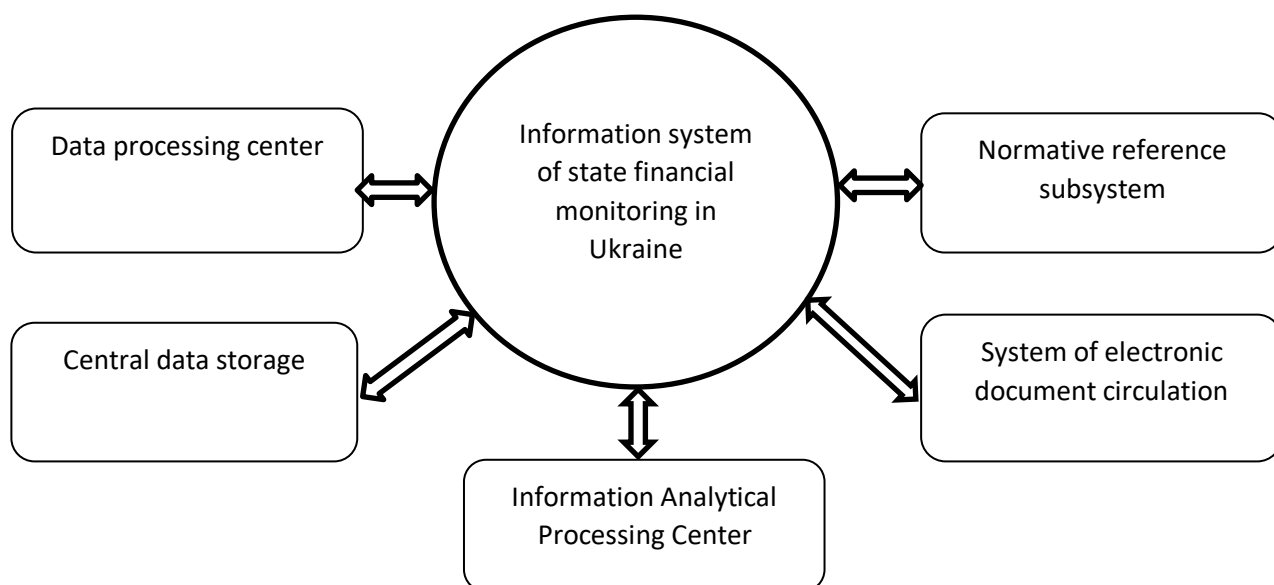 Data processing center
Information system
of state financial
monitoring in
Ukraine
Normative reference
subsystem
Central data storage
System of electronic
document circulation
Information Analytical
Processing Center